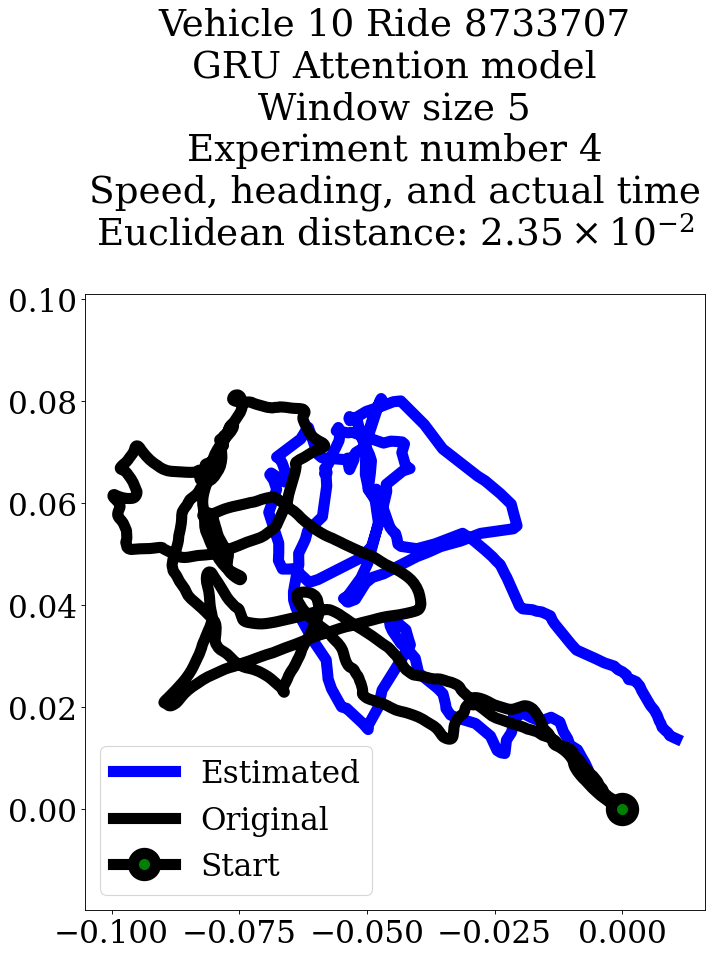 Vehicle 10 Ride 8733707
GRU Attention model
Window size 5
Experiment number 4
Speed, heading, and actual time
Euclidean distance: 2.35 × 10⁻²
0.10
0.08
0.06
0.04
0.02
0.00
Estimated
Original
Start
−0.100 −0.075 −0.050 −0.025 0.000